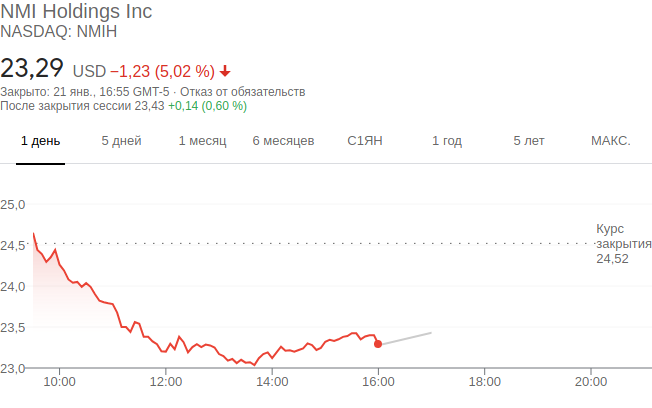 NMI Holdings Inc
NASDAQ: NMIH
23,29 USD −1,23 (5,02 %)
Закрыто: 21 янв., 16:55 GMT-5 · Отказ от обязательств
После закрытия сессии 23,43 +0,14 (0,60 %)
1 день 5 дней 1 месяц 6 месяцев С1ЯН 1 год 5 лет МАКС.
25,0
24,5
24,0
23,5
23,0
Курс
закрытия
24,52
10:00 12:00 14:00 16:00 18:00 20:00